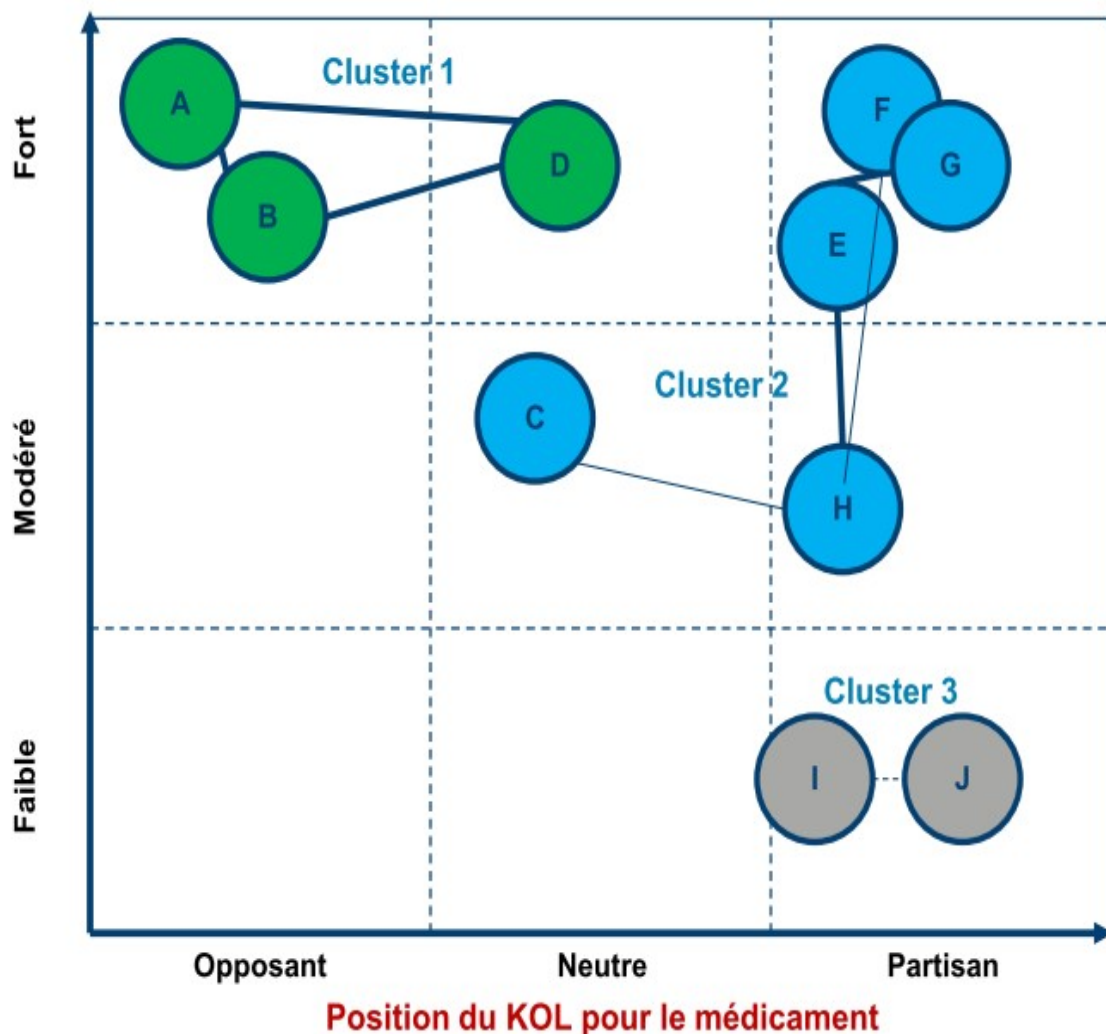 Fort
Modéré
Faible
Cluster 1
A
B
D
F
G
E
Cluster 2
C
H
Cluster 3
I
J
Opposant
Neutre
Partisan
Position du KOL pour le médicament